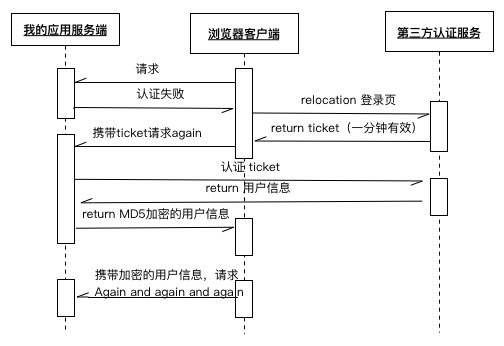 我的应用服务端
浏览器客户端
第三方认证服务
请求
认证失败
relocation 登录页
return ticket（一分钟有效）
携带ticket请求again
认证 ticket
return 用户信息
return MD5加密的用户信息
携带加密的用户信息，请求
Again and again and again